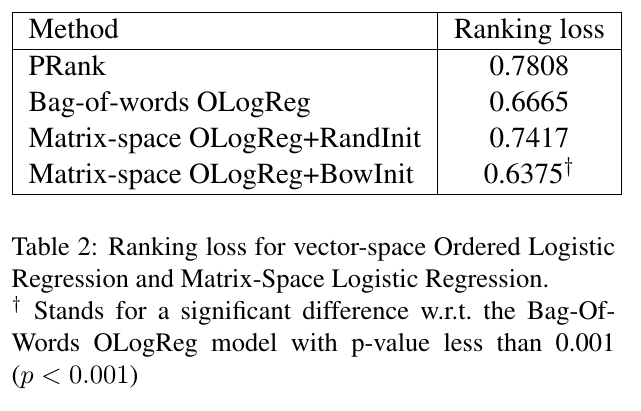 Method Ranking loss
PRank 0.7808
Bag-of-words OLogReg 0.6665
Matrix-space OLogReg+RandInit 0.7417
Matrix-space OLogReg+BowInit 0.6375†
Table 2: Ranking loss for vector-space Ordered Logistic
Regression and Matrix-Space Logistic Regression.
† Stands for a significant difference w.r.t. the Bag-Of-
Words OLogReg model with p-value less than 0.001
(p < 0.001)